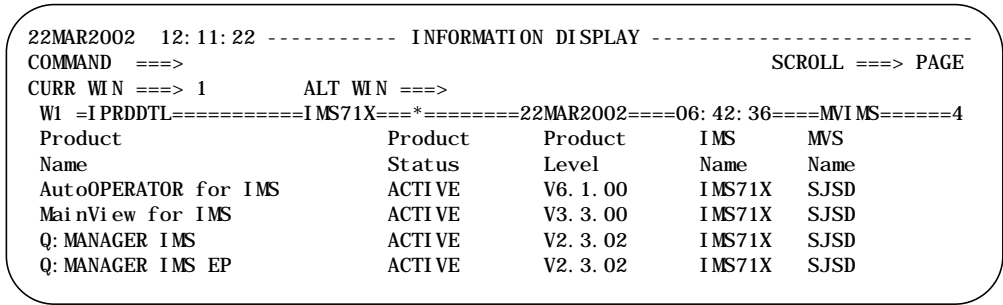 22MAR2002  12:11:22 ----------- INFORMATION DISPLAY ---------------------------
COMMAND  ===>                                                 SCROLL ===> PAGE
CURR WIN ===> 1        ALT WIN ===>
 W1 =IPRDDTL===========IMS71X===*========22MAR2002====06:42:36====MVIMS======4
 Product                        Product    Product     IMS      MVS
 Name                           Status     Level       Name     Name
 AutoOPERATOR for IMS           ACTIVE     V6.1.00     IMS71X   SJSD
 MainView for IMS               ACTIVE     V3.3.00     IMS71X   SJSD
 Q:MANAGER IMS                  ACTIVE     V2.3.02     IMS71X   SJSD
 Q:MANAGER IMS EP               ACTIVE     V2.3.02     IMS71X   SJSD